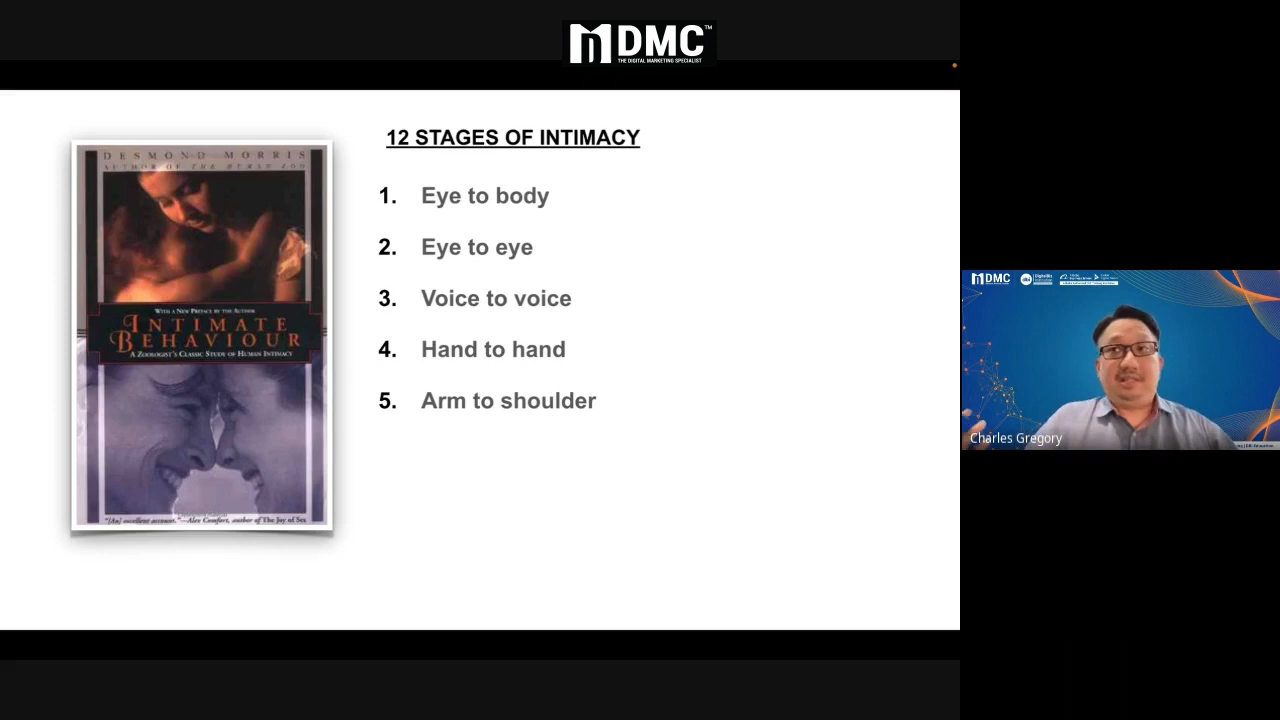 DMC™
THE DIGITAL MARKETING SPECIALIST
12 STAGES OF INTIMACY
DESMOND MORRIS
AUTHOR OF THE HUMAN ZOO
WITH A NEW PREFACE BY THE AUTHOR
INTIMATE
BEHAVIOUR
A ZOOLOGIST'S CLASSIC STUDY OF HUMAN INTIMACY
"[An] excellent account."—Alex Comfort, author of The Joy of Sex
1. Eye to body
2. Eye to eye
3. Voice to voice
4. Hand to hand
5. Arm to shoulder
DMC
Charles Gregory